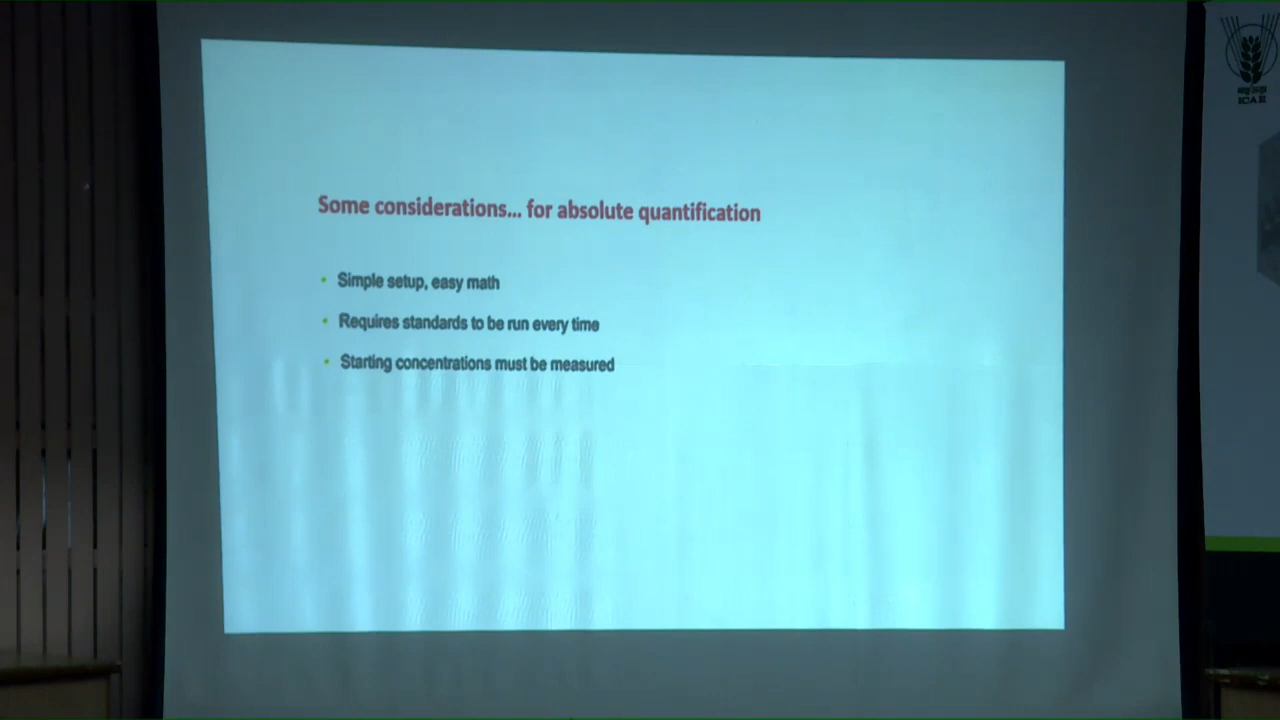 Some considerations... for absolute quantification
• Simple setup, easy math
• Requires standards to be run every time
• Starting concentrations must be measured
ICAR